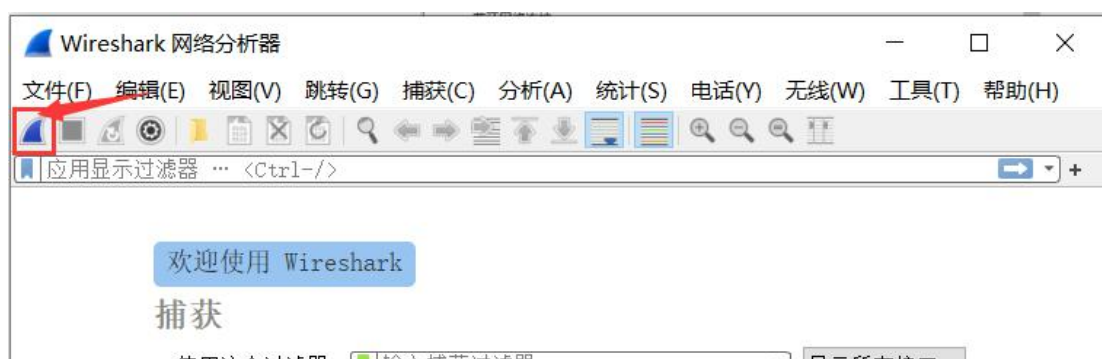 Wireshark 网络分析器
文件(F) 编辑(E) 视图(V) 跳转(G) 捕获(C) 分析(A) 统计(S) 电话(Y) 无线(W) 工具(T) 帮助(H)
应用显示过滤器 … <Ctrl-/>
+
欢迎使用 Wireshark
捕获